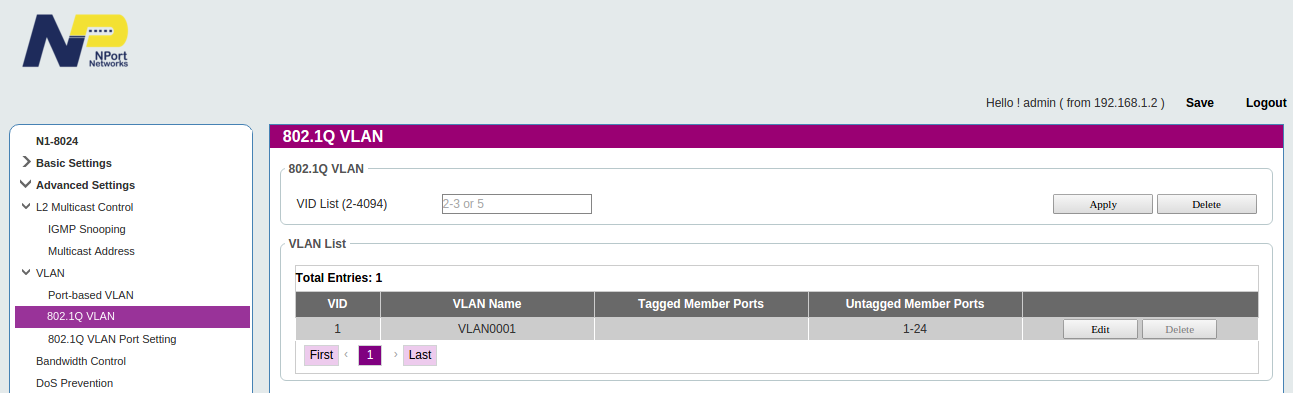 NPort
Networks
Hello ! admin ( from 192.168.1.2 ) Save Logout
N1-8024
Basic Settings
Advanced Settings
L2 Multicast Control
IGMP Snooping
Multicast Address
VLAN
Port-based VLAN
802.1Q VLAN
802.1Q VLAN Port Setting
Bandwidth Control
DoS Prevention
802.1Q VLAN
802.1Q VLAN
VID List (2-4094) 2-3 or 5 Apply Delete
VLAN List
Total Entries: 1
VID VLAN Name Tagged Member Ports Untagged Member Ports
1 VLAN0001 1-24 Edit Delete
First ‹ 1 › Last